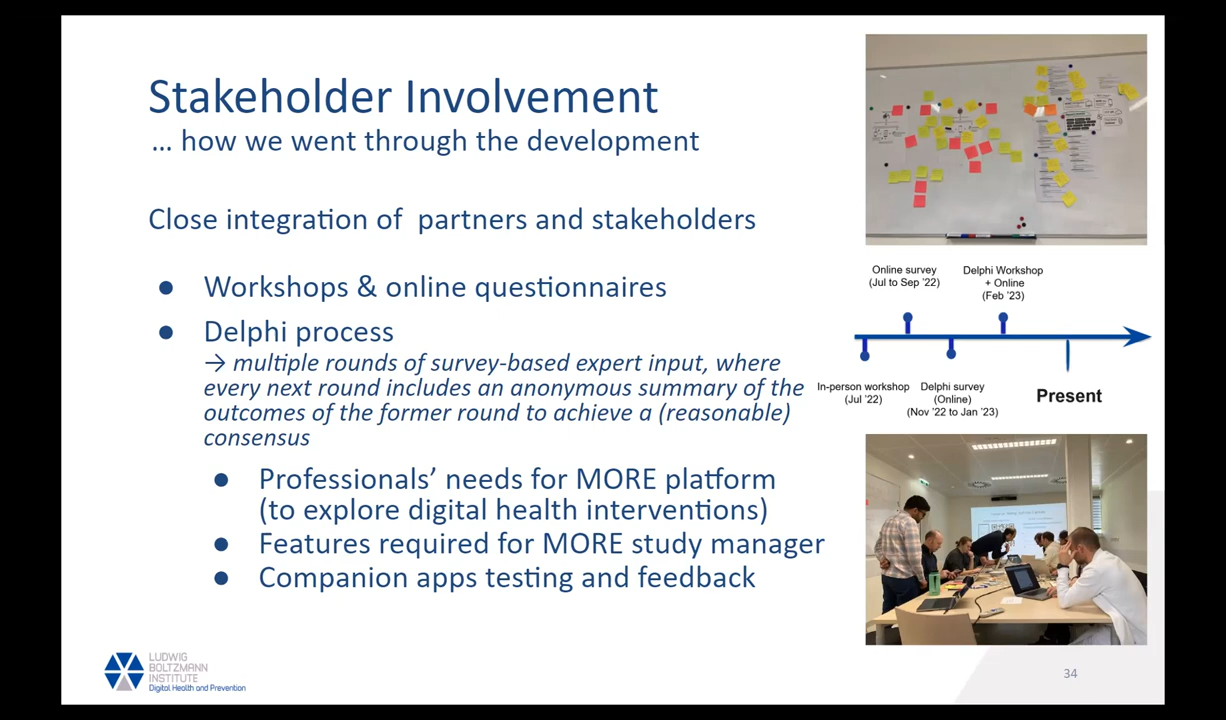 Stakeholder Involvement
… how we went through the development
Close integration of partners and stakeholders
● Workshops & online questionnaires
● Delphi process
→ multiple rounds of survey-based expert input, where
every next round includes an anonymous summary of the
outcomes of the former round to achieve a (reasonable)
consensus
● Professionals’ needs for MORE platform
(to explore digital health interventions)
● Features required for MORE study manager
● Companion apps testing and feedback
Online survey
(Jul to Sep ’22)
Delphi Workshop
+ Online
(Feb ’23)
In-person workshop
(Jul ’22)
Delphi survey
(Online)
(Nov ’22 to Jan ’23)
Present
LUDWIG
BOLTZMANN
INSTITUTE
Digital Health and Prevention
34